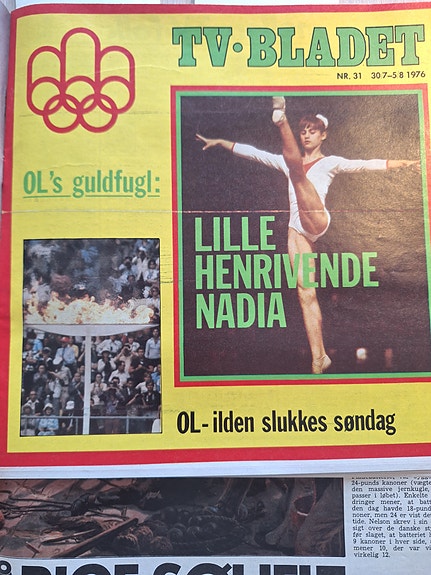 TV·BLADET
NR. 31 30.7–5.8 1976
OL's guldfugl:
LILLE
HENRIVENDE
NADIA
OL-ilden slukkes søndag
24-punds kanoner (vægte
den massive jernkugle,
passer i løbet). Enkelte
dringer mener, at batt
den dag havde 18-pund
noner, men 24 er vist de
tide. Nelson skrev i sin
sigt over de danske sty
før slaget, at batteriet h
9 kanoner i hver side,
mener 10, der var vi
virkelig 12.